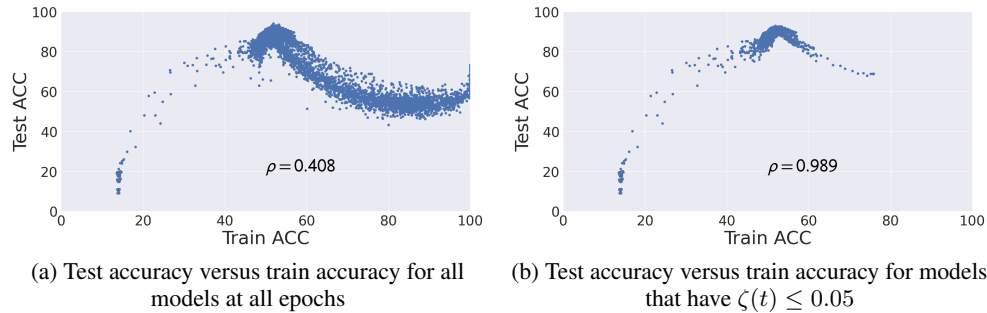 100
80
60
40
20
0
Test ACC
ρ = 0.408
0 20 40 60 80 100
Train ACC
(a) Test accuracy versus train accuracy for all
models at all epochs
100
80
60
40
20
0
Test ACC
ρ = 0.989
0 20 40 60 80 100
Train ACC
(b) Test accuracy versus train accuracy for models
that have ζ(t) ≤ 0.05